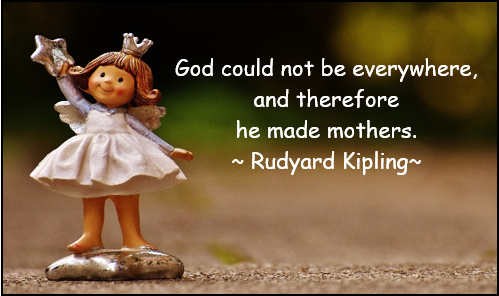 God could not be everywhere,
and therefore
he made mothers.
~ Rudyard Kipling~